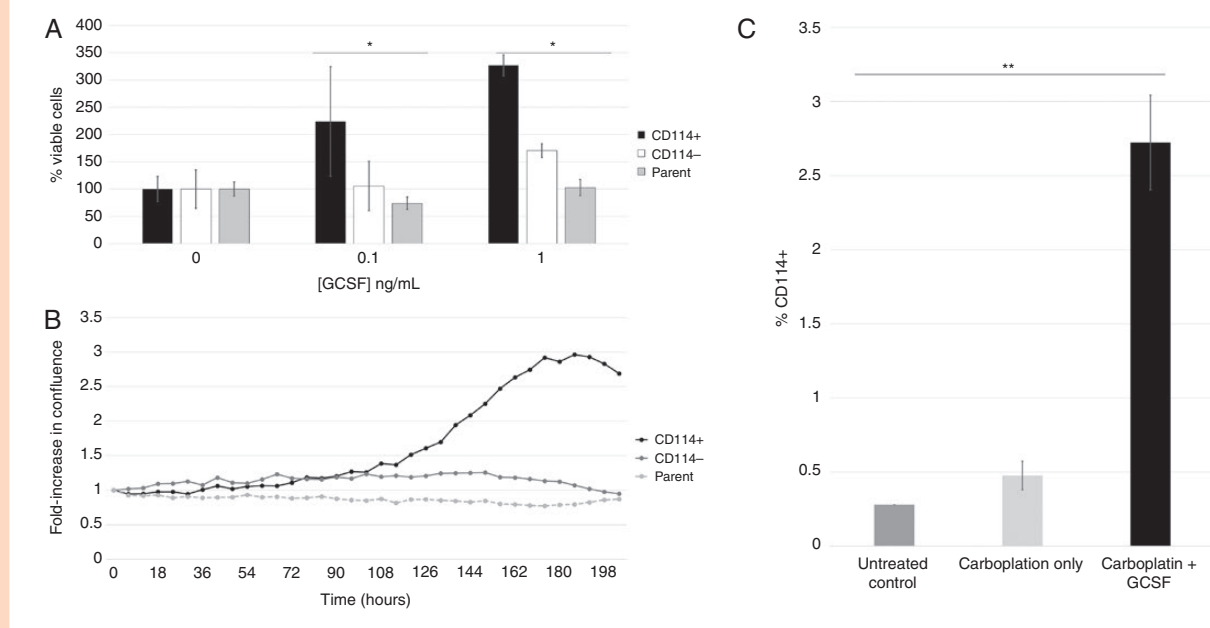 A
400
350
300
250
200
150
100
50
0
% viable cells
*
*
0
0.1
1
[GCSF] ng/mL
CD114+
CD114–
Parent
B
3.5
3
2.5
2
1.5
1
0.5
0
Fold-increase in confluence
0 18 36 54 72 90 108 126 144 162 180 198
Time (hours)
CD114+
CD114–
Parent
C
3.5
3
2.5
2
1.5
1
0.5
0
% CD114+
**
Untreated
control
Carboplation only
Carboplatin +
GCSF